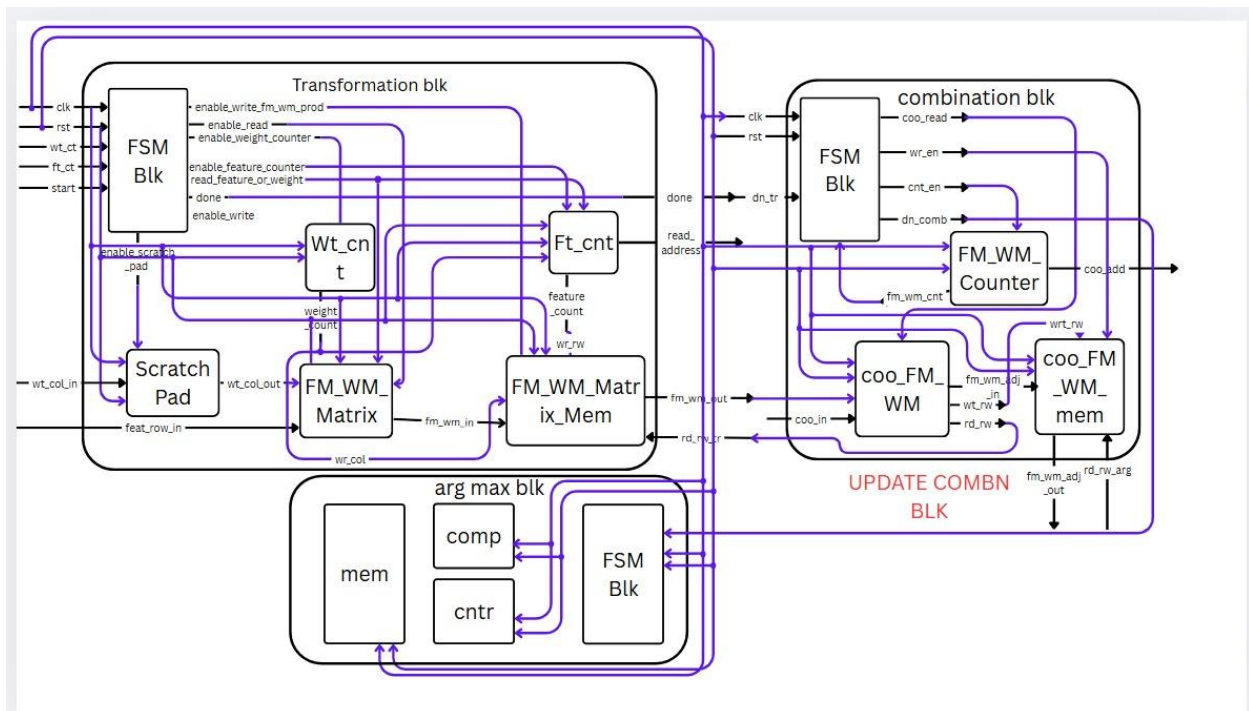 Transformation blk
clk
rst
wt_ct
ft_ct
start
FSM
Blk
enable_write_fm_wm_prod
enable_read
enable_weight_counter
enable_feature_counter
read_feature_or_weight
done
enable_write
enable_scratch
_pad
Wt_cn
t
Ft_cnt
weight
_count
feature
_count
wr_rw
Scratch
Pad
wt_col_in
wt_col_out
feat_row_in
FM_WM_
Matrix
fm_wm_in
FM_WM_Matr
ix_Mem
wr_col
done
read_
address
fm_wm_out
rd_rw_tr
combination blk
clk
rst
dn_tr
FSM
Blk
coo_read
wr_en
cnt_en
dn_comb
FM_WM_
Counter
coo_add
fm_wm_cnt
wrt_rw
coo_FM_
WM
coo_in
fm_wm_adj
_in
wt_rw
rd_rw
coo_FM
_WM_
mem
fm_wm_adj
_out
rd_rw_arg
UPDATE COMBN
BLK
arg max blk
mem
comp
cntr
FSM
Blk